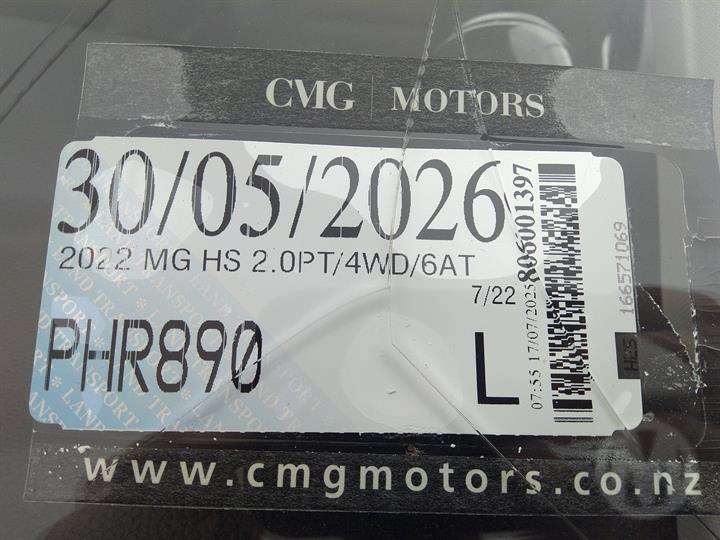 CMG | MOTORS
30/05/2026
2022 MG HS 2.0PT/4WD/6AT
7/22
PHR890
L
07:55 17/07/2025
806001397
166571069
HES
www.cmgmotors.co.nz